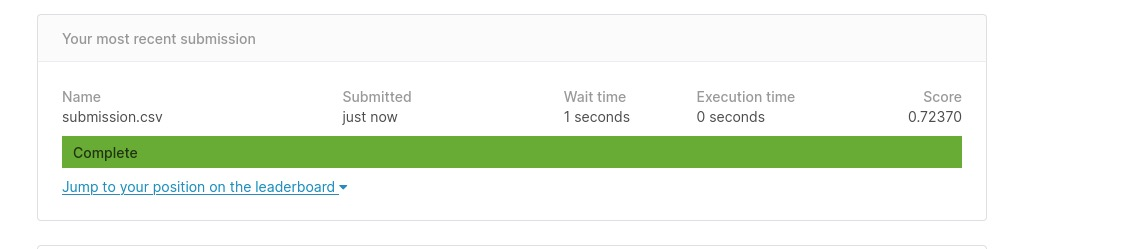 Your most recent submission
Name Submitted Wait time Execution time Score
submission.csv just now 1 seconds 0 seconds 0.72370
Complete
Jump to your position on the leaderboard